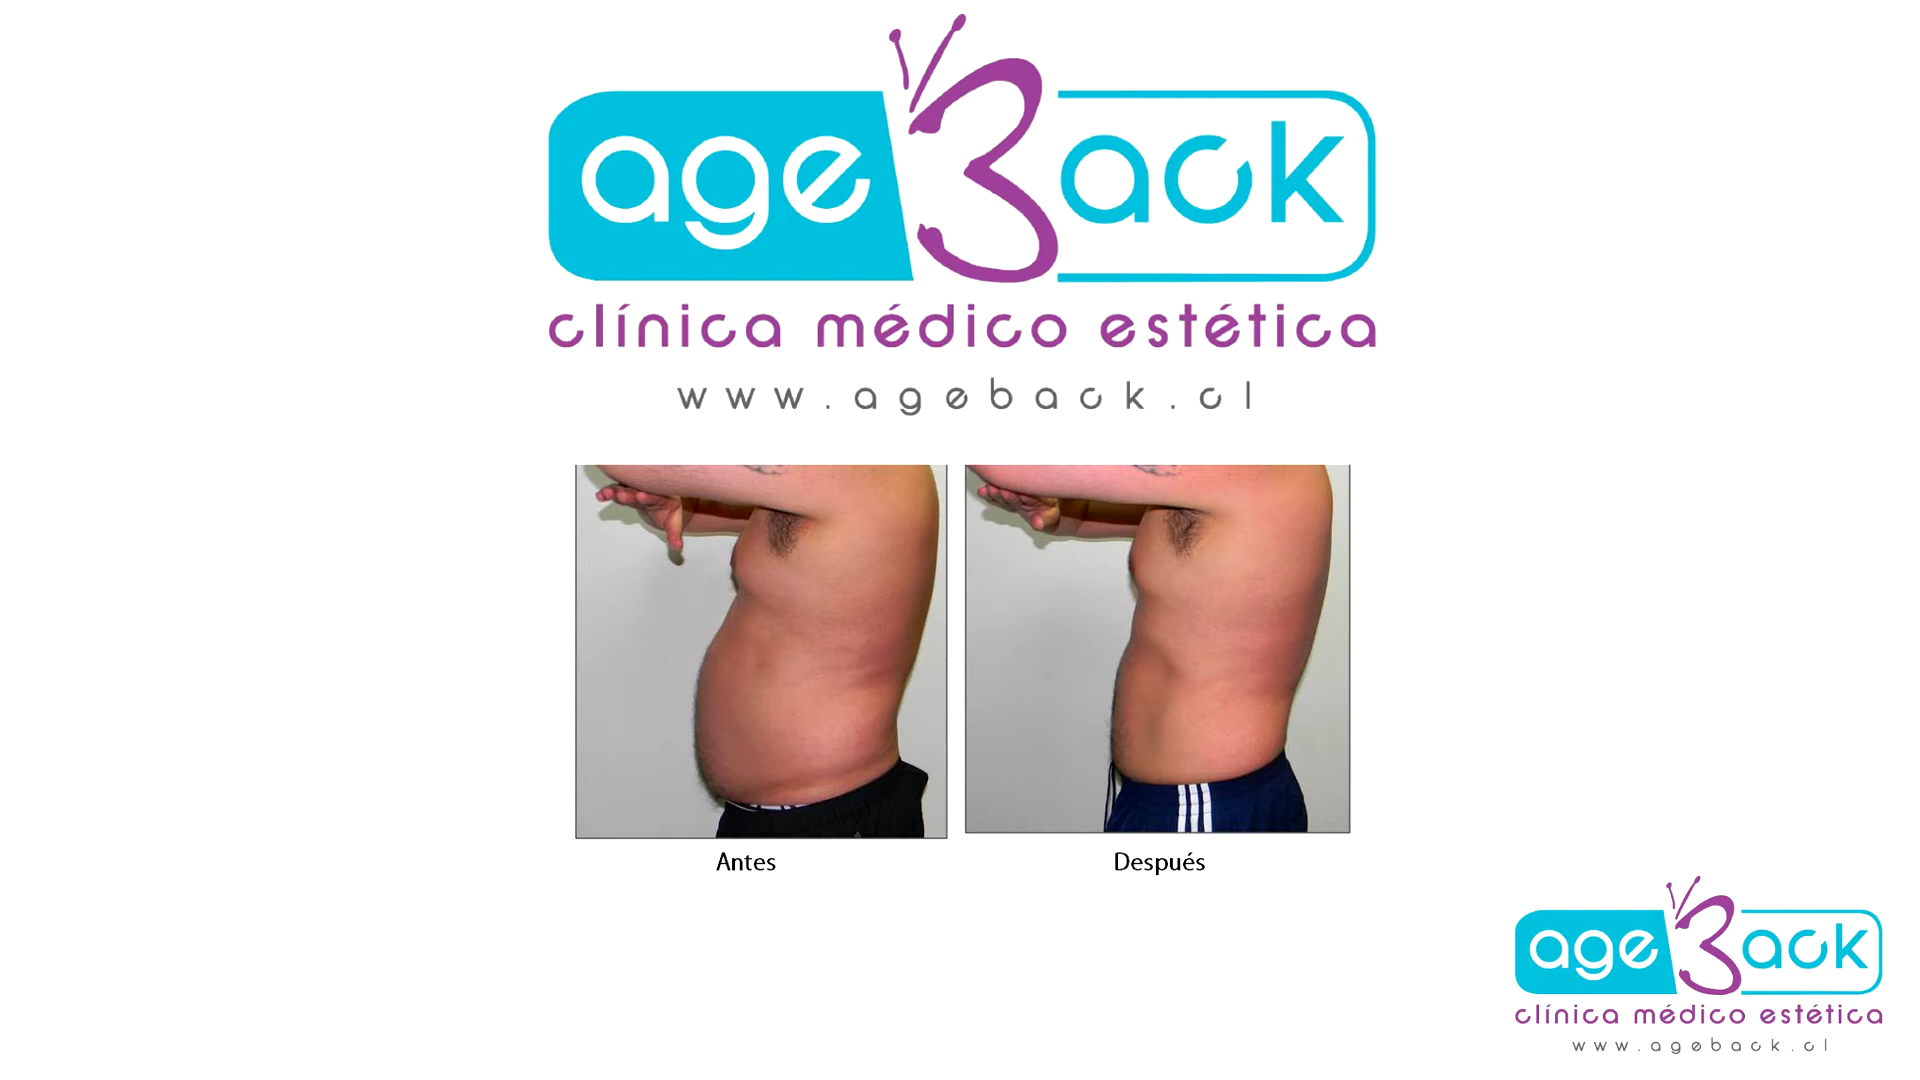 ageBack
clínica médico estética
www.ageback.cl
Antes
Después
ageBack
clínica médico estética
www.ageback.cl